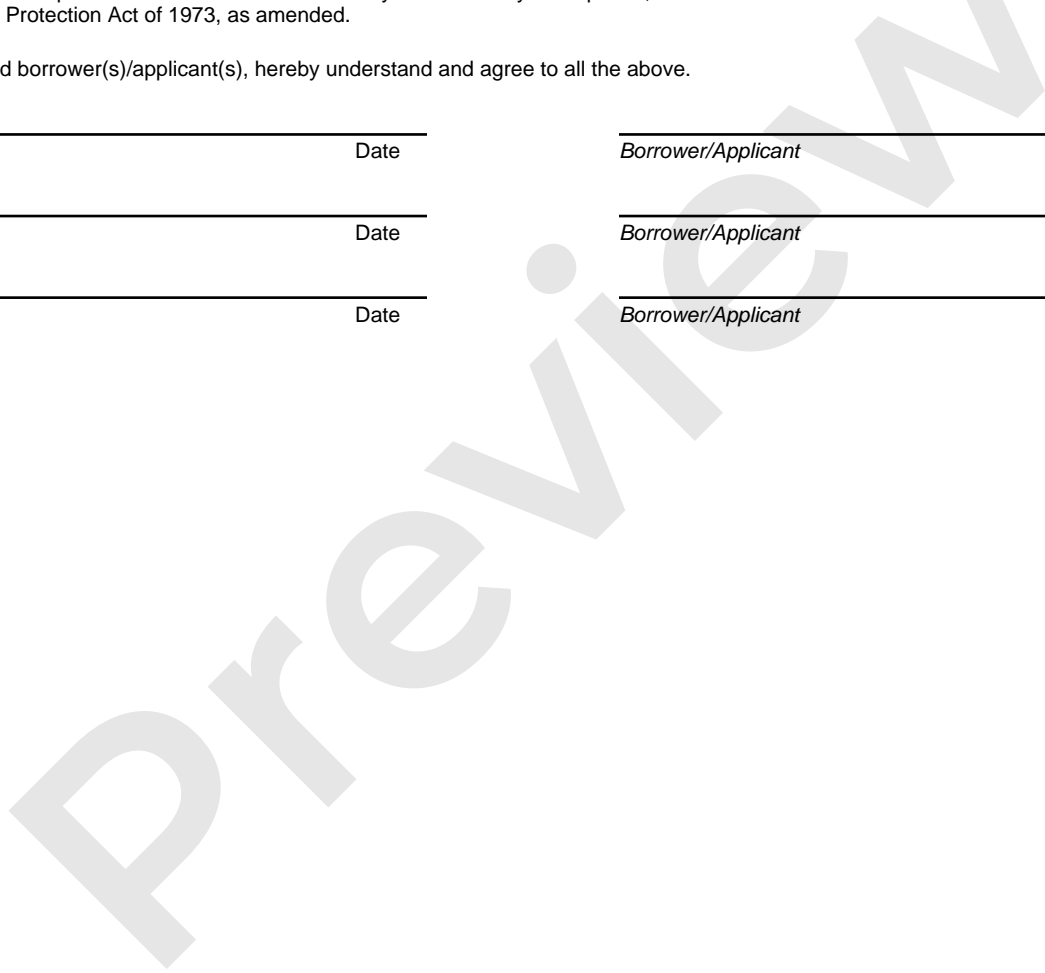 Protection Act of 1973, as amended.
d borrower(s)/applicant(s), hereby understand and agree to all the above.
Date Borrower/Applicant
Date Borrower/Applicant
Date Borrower/Applicant
Preview